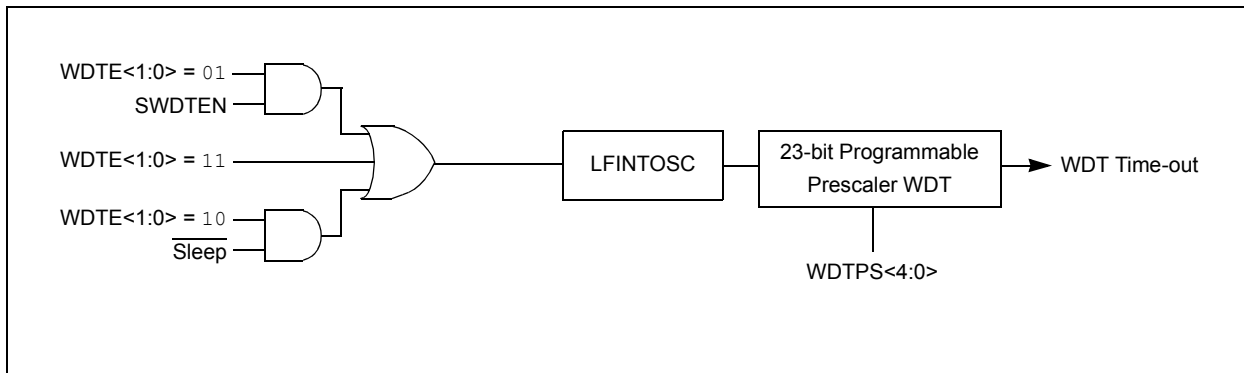 WDTE<1:0> = 01
SWDTEN
WDTE<1:0> = 11
WDTE<1:0> = 10
Sleep
LFINTOSC
23-bit Programmable
Prescaler WDT
WDT Time-out
WDTPS<4:0>